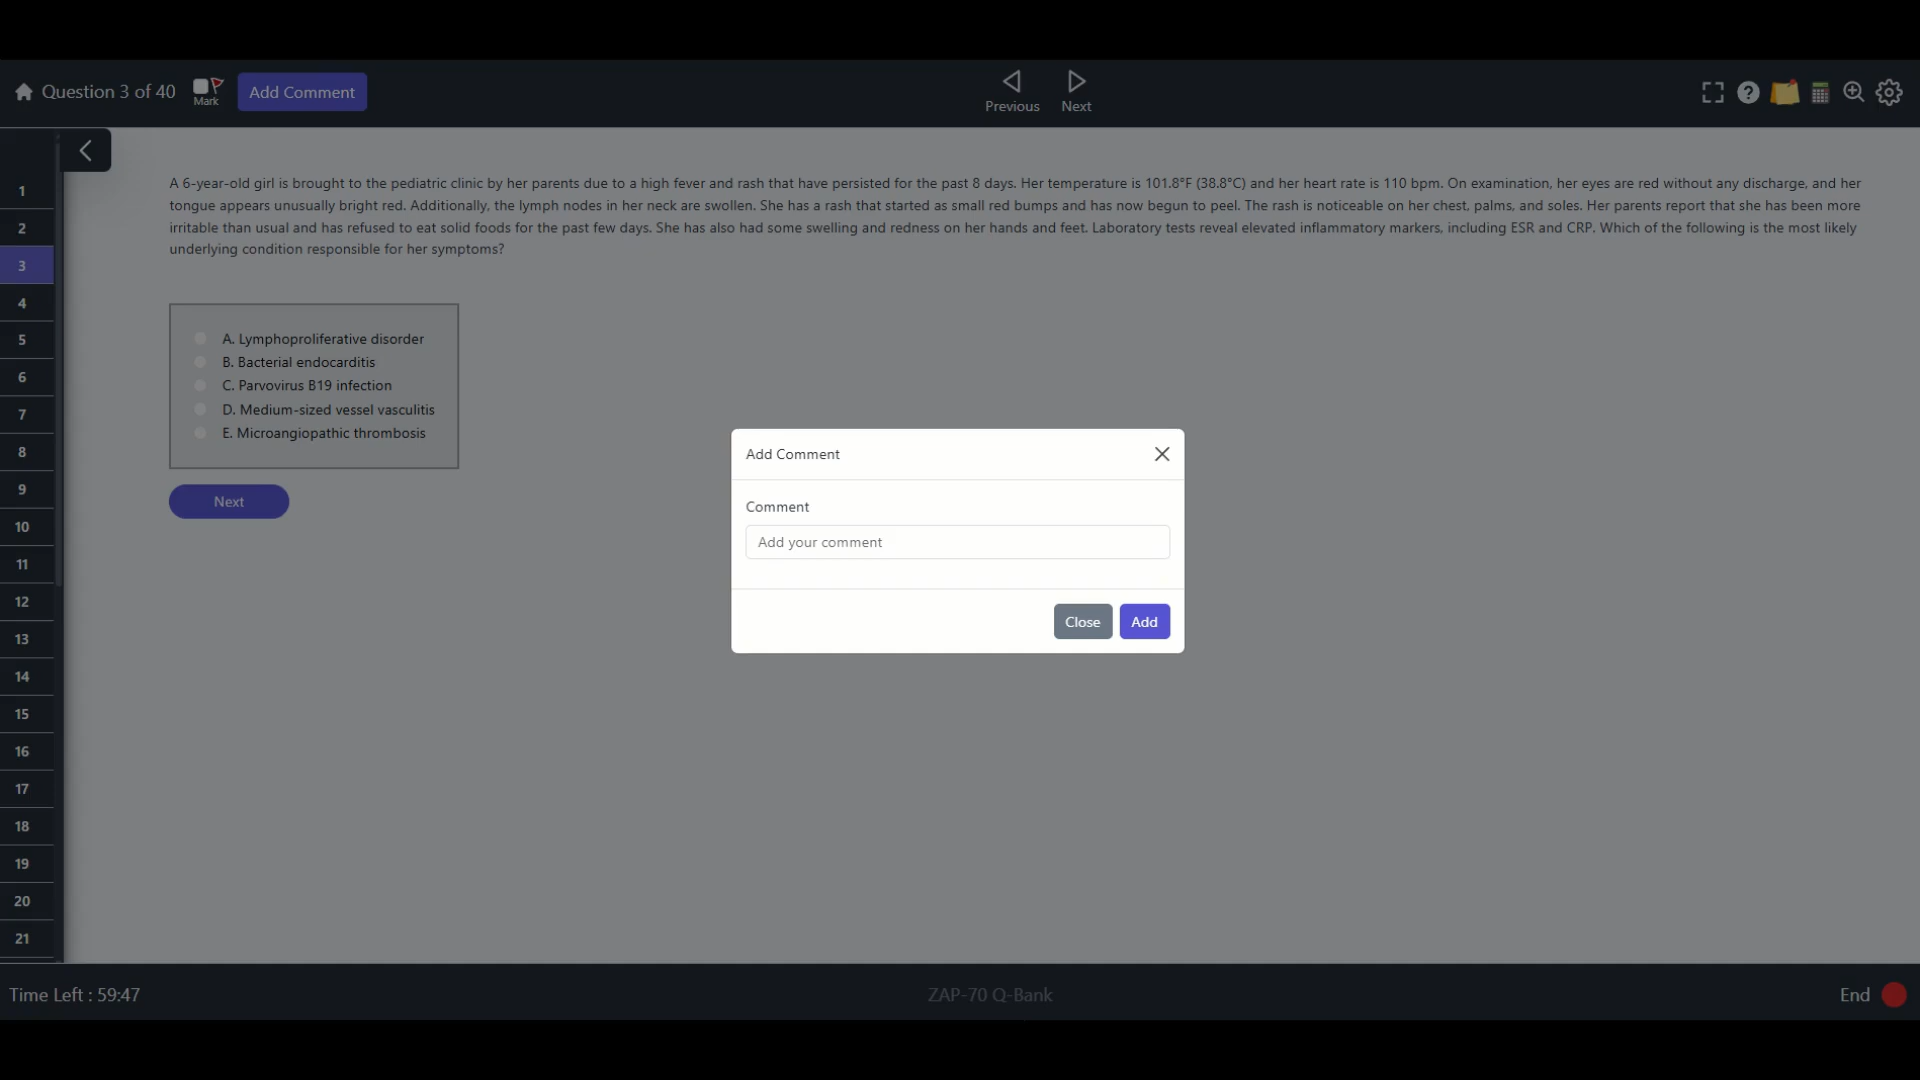 Question 3 of 40
Mark
Add Comment
Previous
Next
1
2
3
4
5
6
7
8
9
10
11
12
13
14
15
16
17
18
19
20
21
A 6-year-old girl is brought to the pediatric clinic by her parents due to a high fever and rash that have persisted for the past 8 days. Her temperature is 101.8°F (38.8°C) and her heart rate is 110 bpm. On examination, her eyes are red without any discharge, and her
tongue appears unusually bright red. Additionally, the lymph nodes in her neck are swollen. She has a rash that started as small red bumps and has now begun to peel. The rash is noticeable on her chest, palms, and soles. Her parents report that she has been more
irritable than usual and has refused to eat solid foods for the past few days. She has also had some swelling and redness on her hands and feet. Laboratory tests reveal elevated inflammatory markers, including ESR and CRP. Which of the following is the most likely
underlying condition responsible for her symptoms?
A. Lymphoproliferative disorder
B. Bacterial endocarditis
C. Parvovirus B19 infection
D. Medium-sized vessel vasculitis
E. Microangiopathic thrombosis
Next
Add Comment
Comment
Add your comment
Close
Add
Time Left : 59:47
ZAP-70 Q-Bank
End